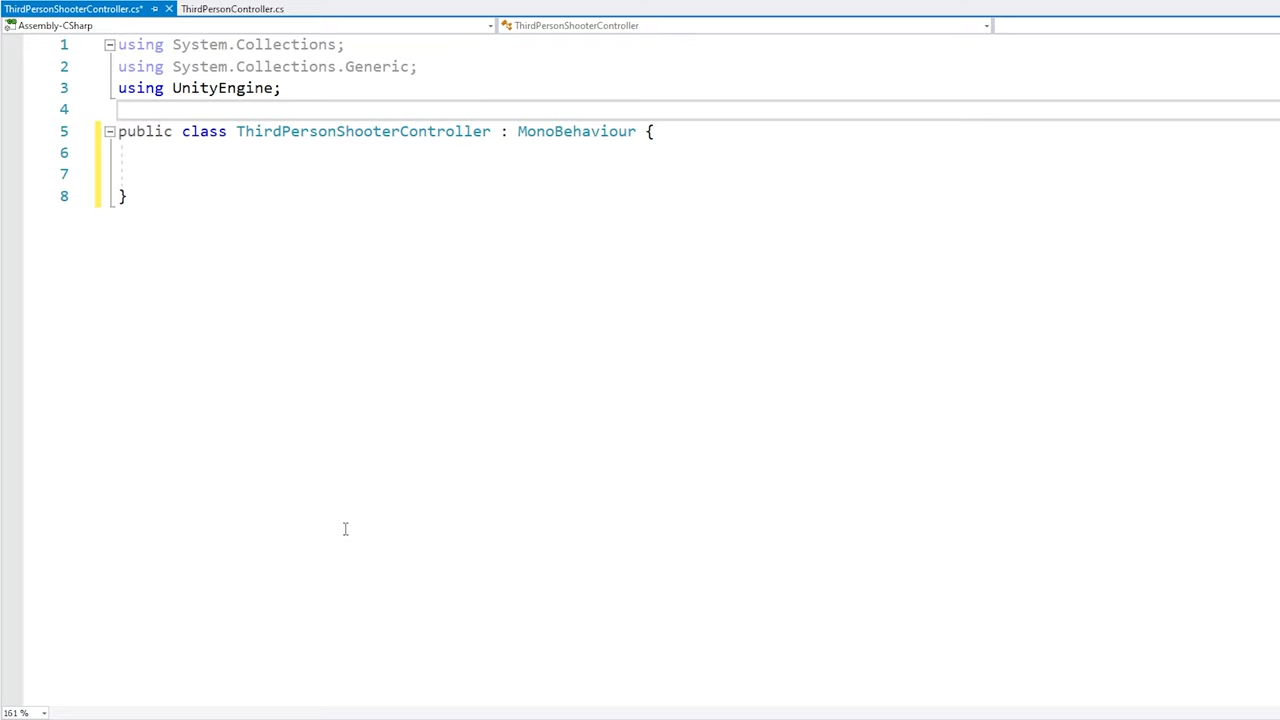 ThirdPersonShooterController.cs* ThirdPersonController.cs
Assembly-CSharp ThirdPersonShooterController
1 using System.Collections;
2 using System.Collections.Generic;
3 using UnityEngine;
4
5 public class ThirdPersonShooterController : MonoBehaviour {
6
7
8 }
161 %